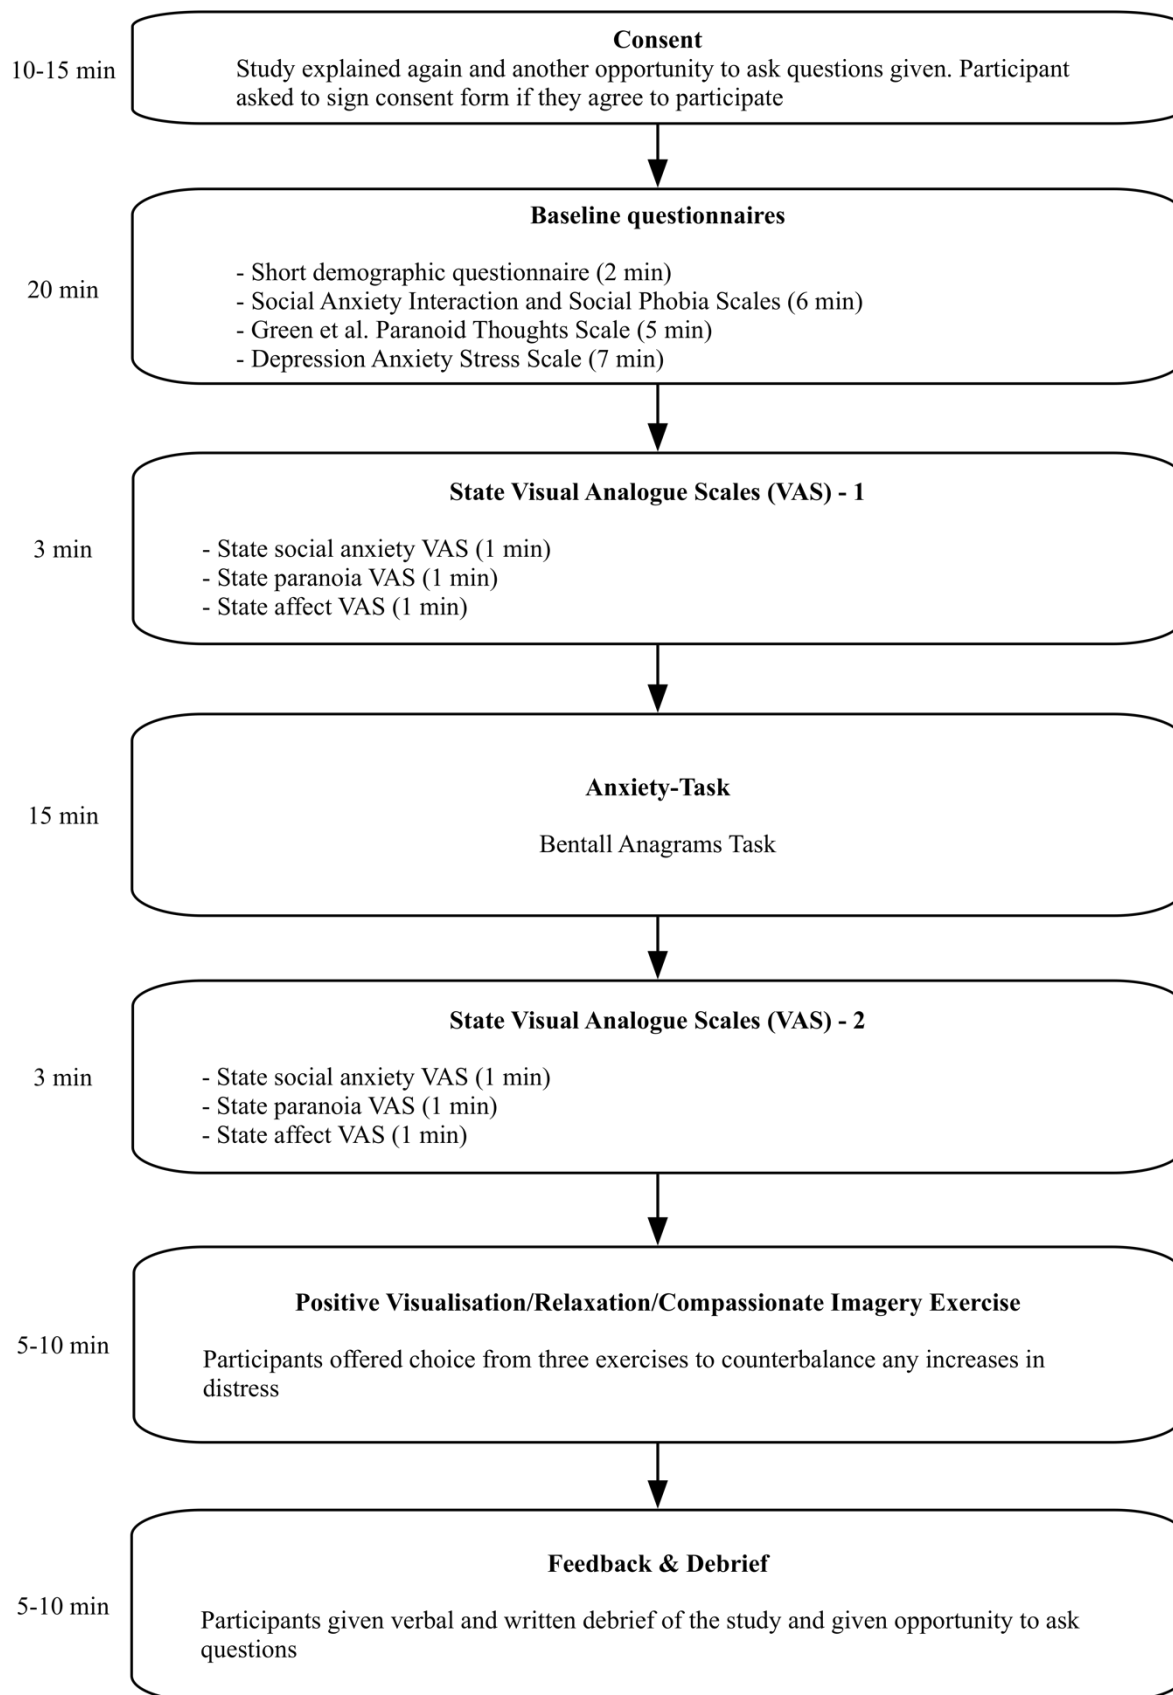 Consent
10-15 min
Study explained again and another opportunity to ask questions given. Participant
asked to sign consent form if they agree to participate
Baseline questionnaires
20 min
- Short demographic questionnaire (2 min)
- Social Anxiety Interaction and Social Phobia Scales (6 min)
- Green et al. Paranoid Thoughts Scale (5 min)
- Depression Anxiety Stress Scale (7 min)
State Visual Analogue Scales (VAS) - 1
3 min
- State social anxiety VAS (1 min)
- State paranoia VAS (1 min)
- State affect VAS (1 min)
Anxiety-Task
15 min
Bentall Anagrams Task
State Visual Analogue Scales (VAS) - 2
3 min
- State social anxiety VAS (1 min)
- State paranoia VAS (1 min)
- State affect VAS (1 min)
Positive Visualisation/Relaxation/Compassionate Imagery Exercise
5-10 min
Participants offered choice from three exercises to counterbalance any increases in
distress
Feedback & Debrief
5-10 min
Participants given verbal and written debrief of the study and given opportunity to ask
questions